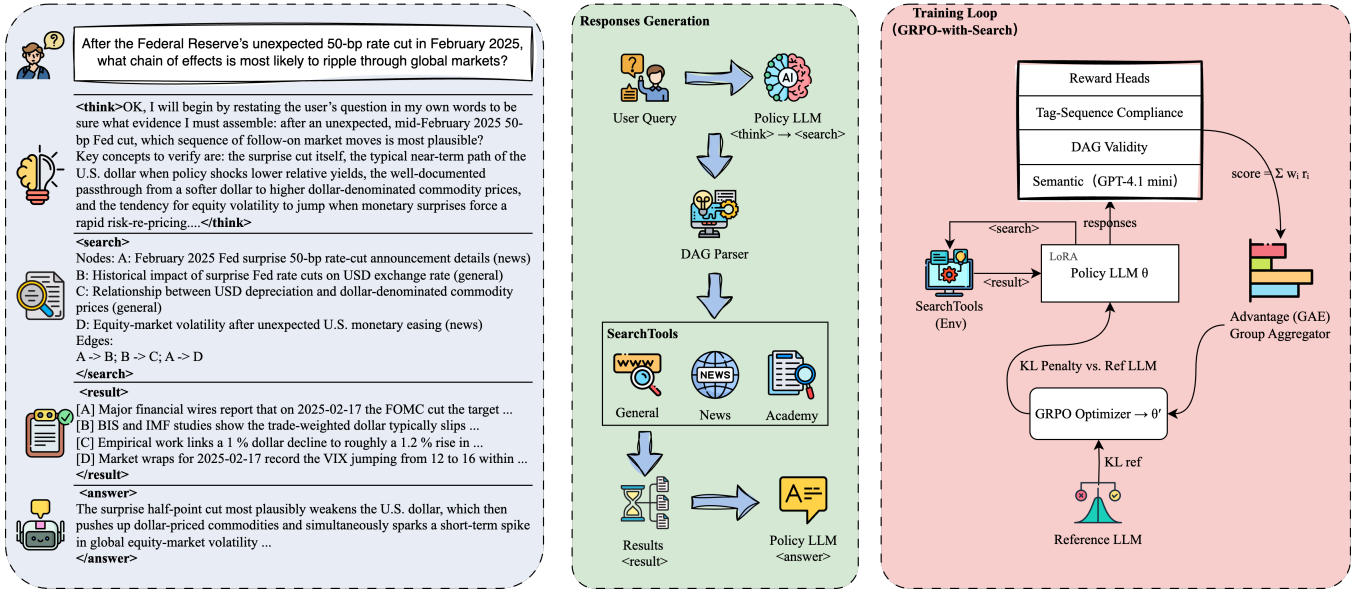 After the Federal Reserve's unexpected 50-bp rate cut in February 2025,
what chain of effects is most likely to ripple through global markets?
<think>OK, I will begin by restating the user's question in my own words to be
sure what evidence I must assemble: after an unexpected, mid-February 2025 50-
bp Fed cut, which sequence of follow-on market moves is most plausible?
Key concepts to verify are: the surprise cut itself, the typical near-term path of the
U.S. dollar when policy shocks lower relative yields, the well-documented
passthrough from a softer dollar to higher dollar-denominated commodity prices,
and the tendency for equity volatility to jump when monetary surprises force a
rapid risk-re-pricing....</think>
<search>
Nodes: A: February 2025 Fed surprise 50-bp rate-cut announcement details (news)
B: Historical impact of surprise Fed rate cuts on USD exchange rate (general)
C: Relationship between USD depreciation and dollar-denominated commodity
prices (general)
D: Equity-market volatility after unexpected U.S. monetary easing (news)
Edges:
A -> B; B -> C; A -> D
</search>
<result>
[A] Major financial wires report that on 2025-02-17 the FOMC cut the target ...
[B] BIS and IMF studies show the trade-weighted dollar typically slips ...
[C] Empirical work links a 1 % dollar decline to roughly a 1.2 % rise in ...
[D] Market wraps for 2025-02-17 record the VIX jumping from 12 to 16 within ...
</result>
<answer>
The surprise half-point cut most plausibly weakens the U.S. dollar, which then
pushes up dollar-priced commodities and simultaneously sparks a short-term spike
in global equity-market volatility ...
</answer>
Responses Generation
AI
User Query
Policy LLM
<think> → <search>
DAG Parser
SearchTools
WWW
NEWS
General
News
Academy
A
Results
<result>
Policy LLM
<answer>
Training Loop
（GRPO-with-Search）
Reward Heads
Tag-Sequence Compliance
DAG Validity
Semantic（GPT-4.1 mini）
score = Σ wᵢ rᵢ
responses
<search>
LoRA
Policy LLM θ
<result>
SearchTools
(Env)
Advantage (GAE)
Group Aggregator
KL Penalty vs. Ref LLM
GRPO Optimizer → θ′
KL ref
Reference LLM